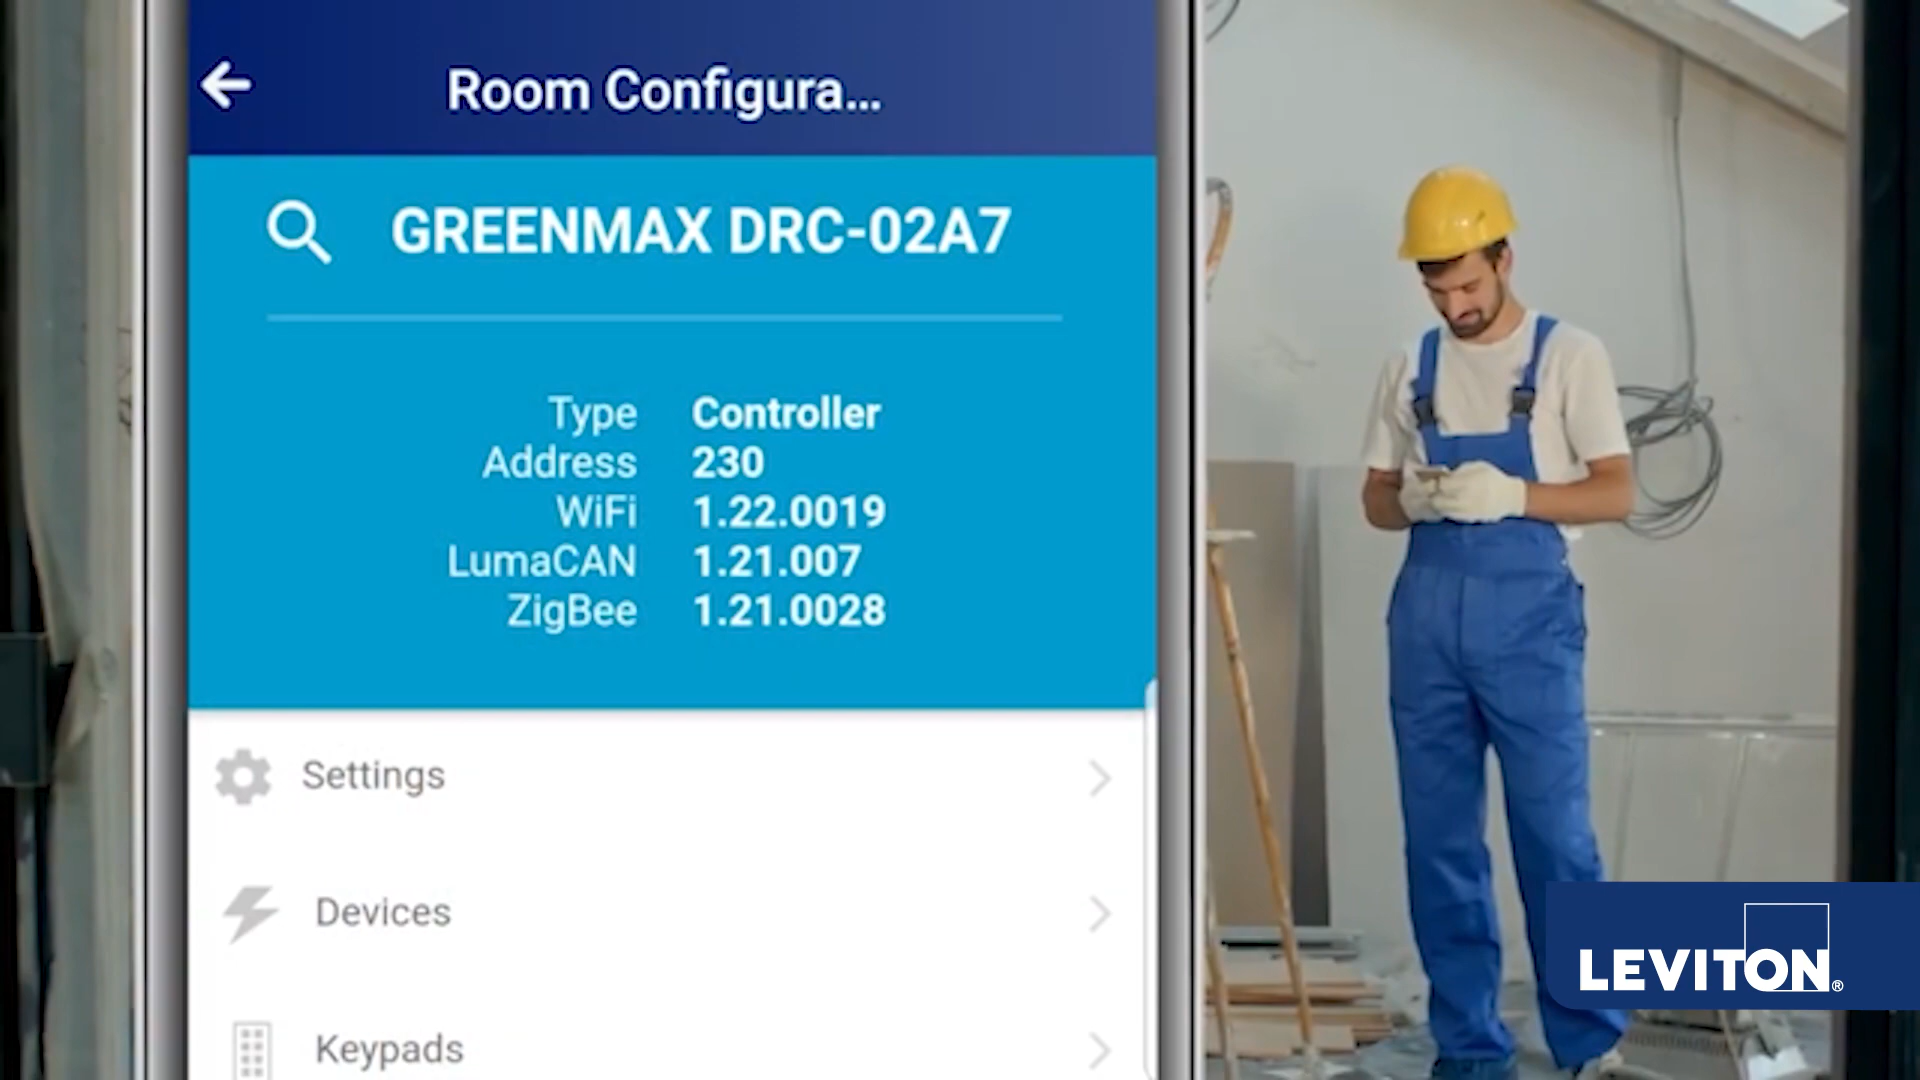 Room Configura...
GREENMAX DRC-02A7
Type Controller
Address 230
WiFi 1.22.0019
LumaCAN 1.21.007
ZigBee 1.21.0028
Settings
Devices
Keypads
LEVITON®